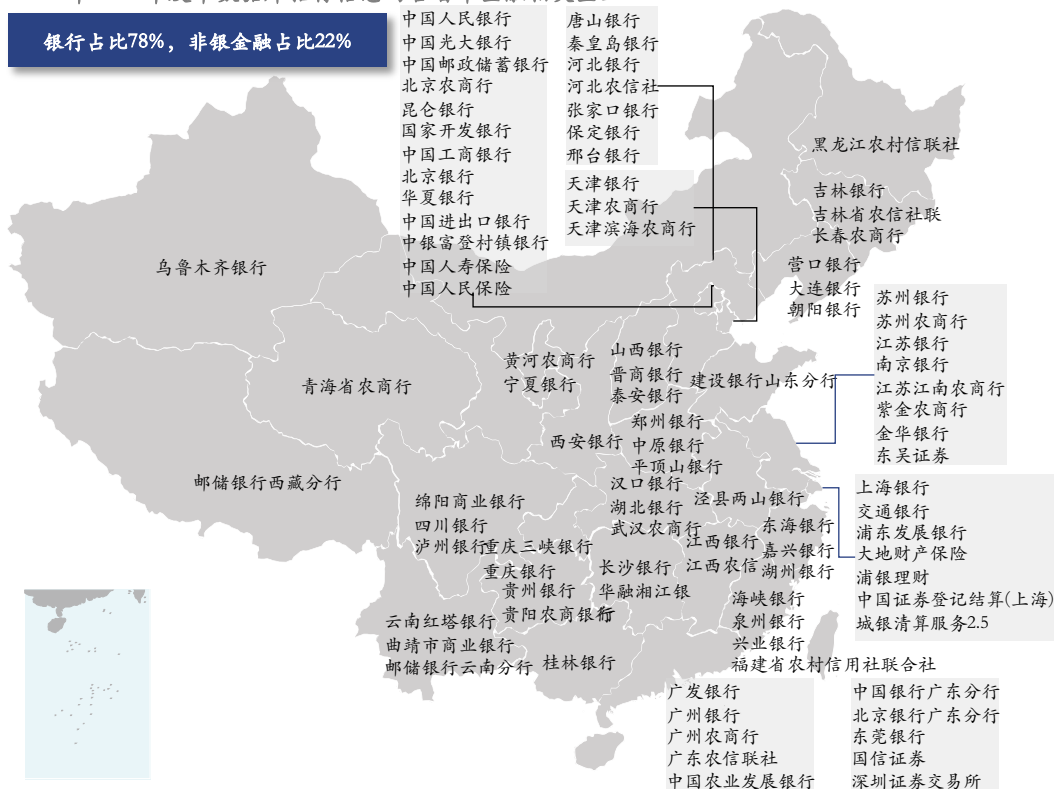 银行占比78%，非银金融占比22%
中国人民银行
中国光大银行
中国邮政储蓄银行
北京农商行
昆仑银行
国家开发银行
中国工商银行
北京银行
华夏银行
中国进出口银行
中银富登村镇银行
中国人寿保险
中国人民保险
唐山银行
秦皇岛银行
河北银行
河北农信社
张家口银行
保定银行
邢台银行
天津银行
天津农商行
天津滨海农商行
黑龙江农村信联社
吉林银行
吉林省农信社联
长春农商行
营口银行
大连银行
朝阳银行
乌鲁木齐银行
青海省农商行
黄河农商行
宁夏银行
山西银行
晋商银行
泰安银行
建设银行山东分行
苏州银行
苏州农商行
江苏银行
南京银行
江苏江南农商行
紫金农商行
金华银行
东吴证券
西安银行
郑州银行
中原银行
平顶山银行
邮储银行西藏分行
绵阳商业银行
四川银行
泸州银行
重庆三峡银行
重庆银行
贵州银行
贵阳农商银行
汉口银行
湖北银行
武汉农商行
泾县两山银行
江西银行
江西农信
东海银行
嘉兴银行
湖州银行
长沙银行
华融湘江银
行
上海银行
交通银行
浦东发展银行
大地财产保险
浦银理财
中国证券登记结算(上海)
城银清算服务2.5
云南红塔银行
曲靖市商业银行
邮储银行云南分行
桂林银行
海峡银行
泉州银行
兴业银行
福建省农村信用社联合社
广发银行
广州银行
广州农商行
广东农信联社
中国农业发展银行
中国银行广东分行
北京银行广东分行
东莞银行
国信证券
深圳证券交易所